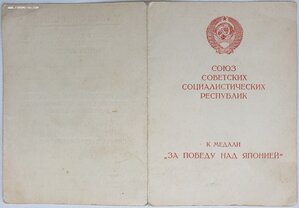 СОЮЗ
СОВЕТСКИХ
СОЦИАЛИСТИЧЕСКИХ
РЕСПУБЛИК
К МЕДАЛИ
„ЗА ПОБЕДУ НАД ЯПОНИЕЙ"